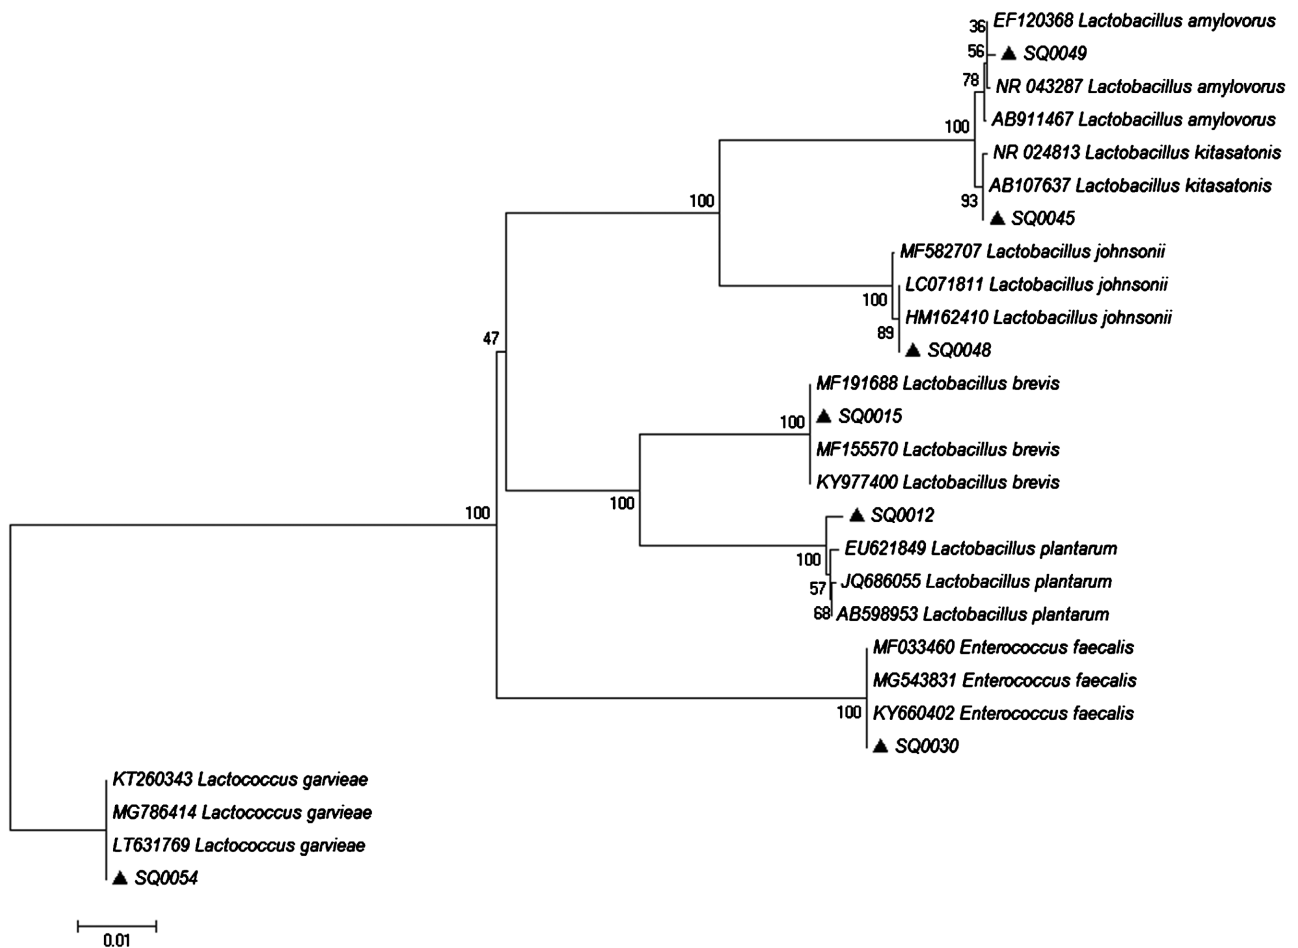 36 EF120368 Lactobacillus amylovorus
56 ▲ SQ0049
78 NR 043287 Lactobacillus amylovorus
100 AB911467 Lactobacillus amylovorus
NR 024813 Lactobacillus kitasatonis
AB107637 Lactobacillus kitasatonis
100 93 ▲ SQ0045
MF582707 Lactobacillus johnsonii
LC071811 Lactobacillus johnsonii
100 HM162410 Lactobacillus johnsonii
89 ▲ SQ0048
47
MF191688 Lactobacillus brevis
100 ▲ SQ0015
MF155570 Lactobacillus brevis
KY977400 Lactobacillus brevis
100 100 ▲ SQ0012
100 EU621849 Lactobacillus plantarum
57 JQ686055 Lactobacillus plantarum
68 AB598953 Lactobacillus plantarum
MF033460 Enterococcus faecalis
MG543831 Enterococcus faecalis
100 KY660402 Enterococcus faecalis
▲ SQ0030
KT260343 Lactococcus garvieae
MG786414 Lactococcus garvieae
LT631769 Lactococcus garvieae
▲ SQ0054
0.01